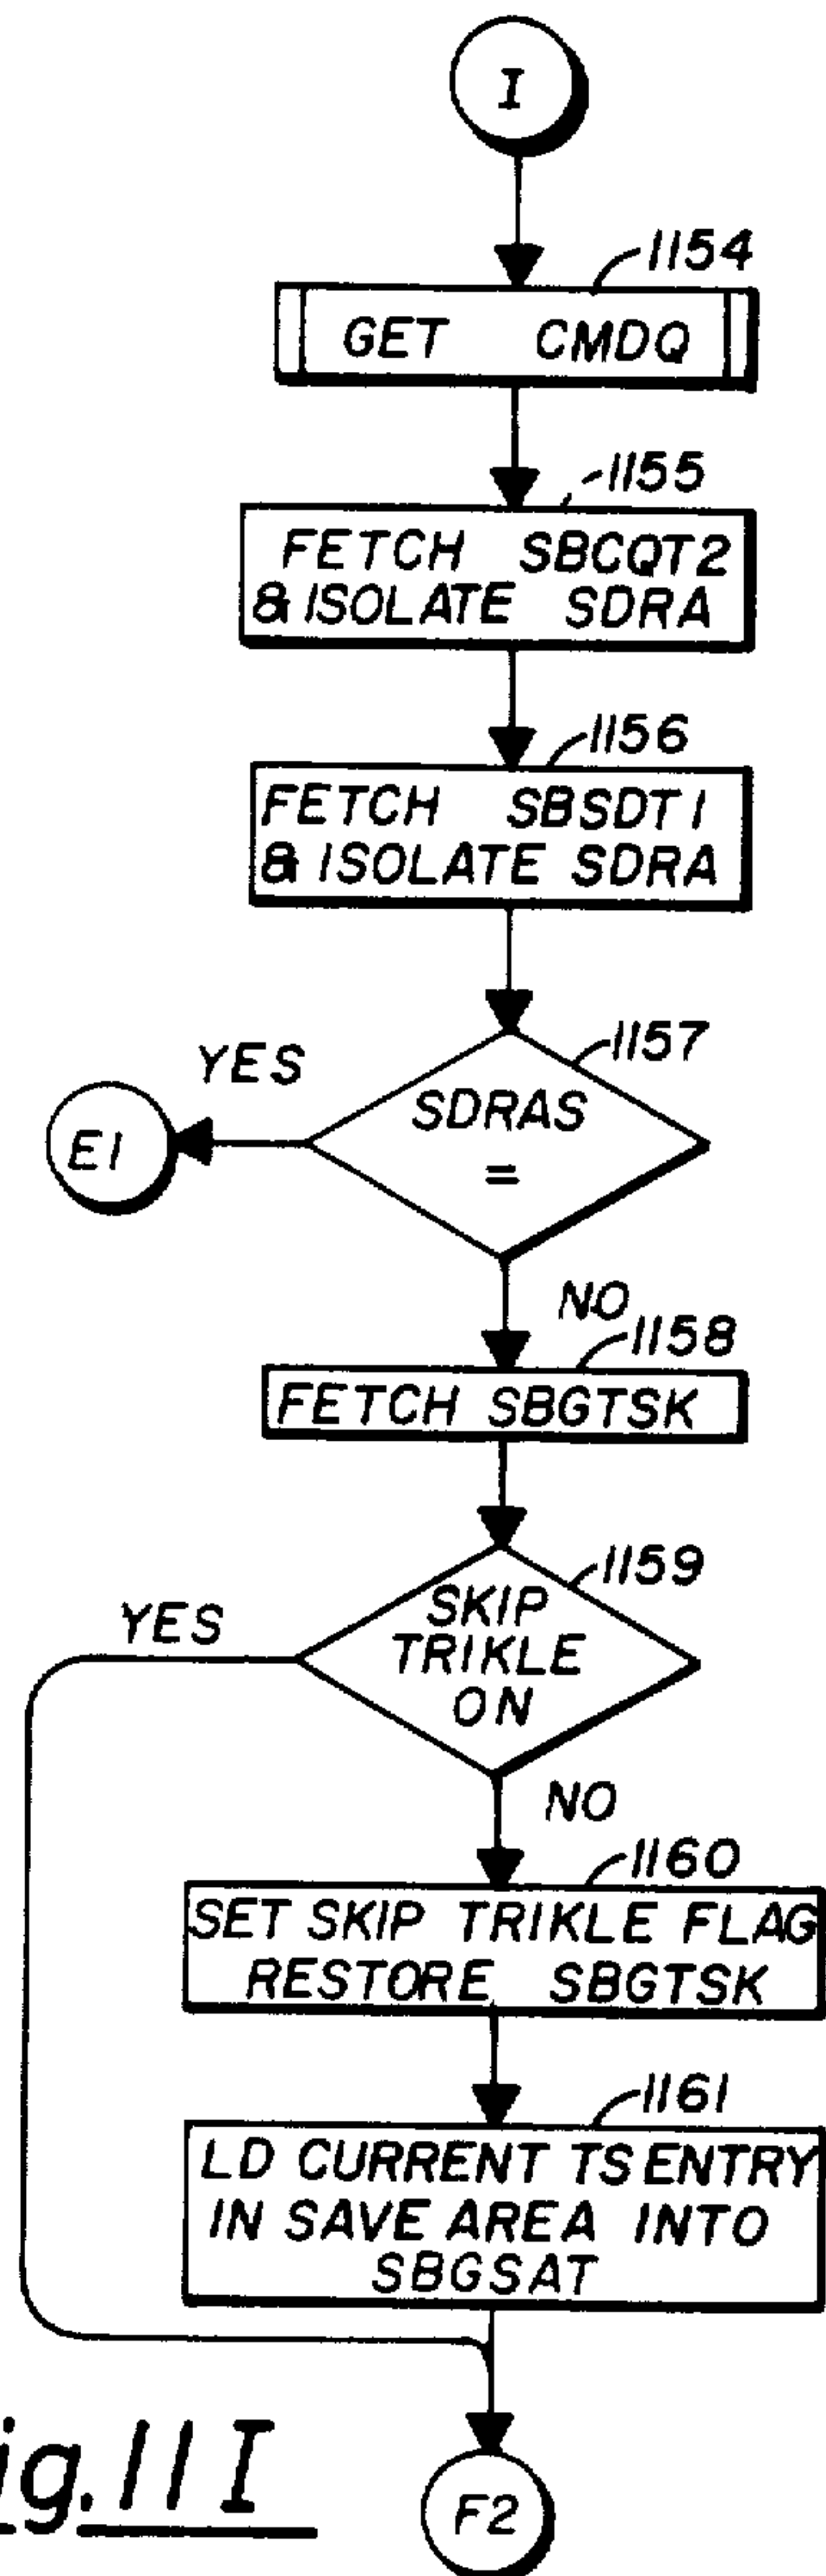 I
1154
GET CMDQ
1155
FETCH SBCQT2
& ISOLATE SDRA
1156
FETCH SBSDT1
& ISOLATE SDRA
1157
YES
SDRAS
=
E1
NO
1158
FETCH SBGTSK
1159
YES
SKIP
TRIKLE
ON
NO
1160
SET SKIP TRIKLE FLAG
RESTORE SBGTSK
1161
LD CURRENT TS ENTRY
IN SAVE AREA INTO
SBGSAT
ig. 11 I
F2